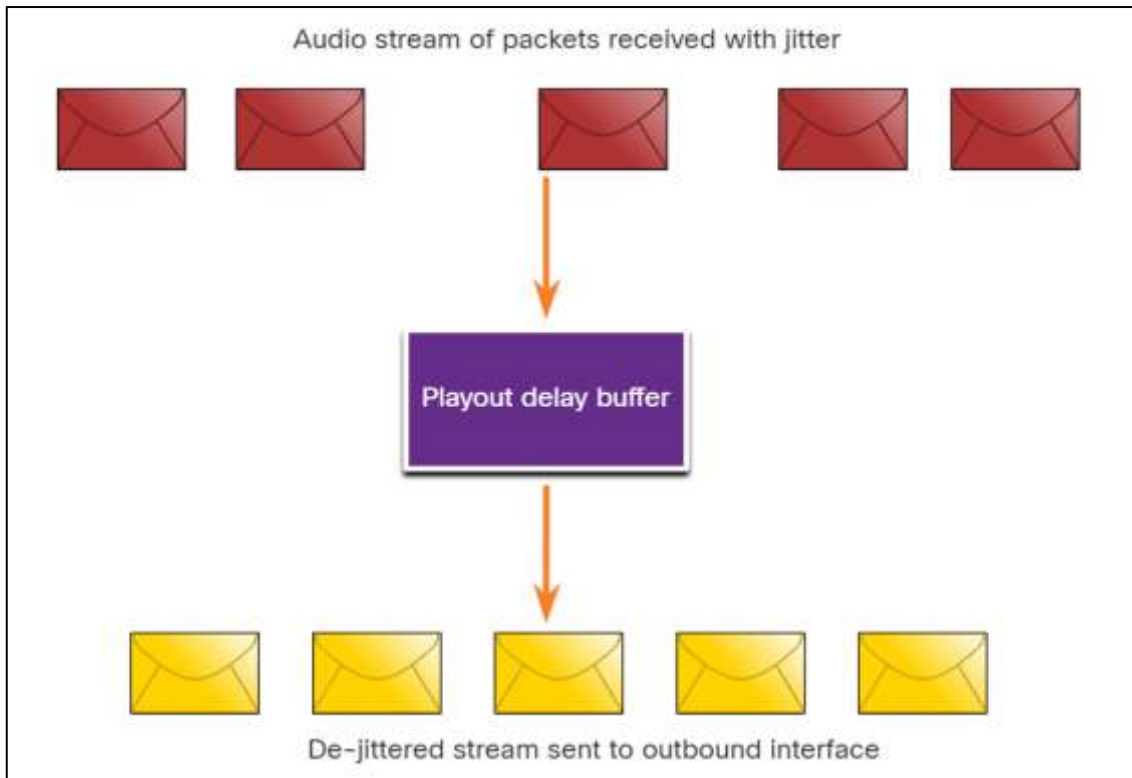 Audio stream of packets received with jitter
Playout delay buffer
De-jittered stream sent to outbound interface